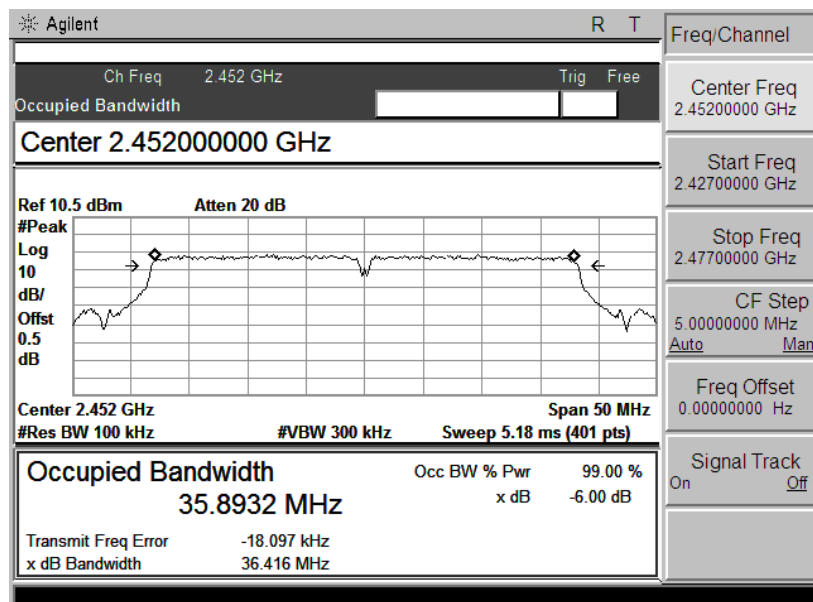 Agilent R T
Ch Freq 2.452 GHz Trig Free
Occupied Bandwidth
Center 2.452000000 GHz
Ref 10.5 dBm Atten 20 dB
#Peak
Log
10
dB/
Offst
0.5
dB
Center 2.452 GHz Span 50 MHz
#Res BW 100 kHz #VBW 300 kHz Sweep 5.18 ms (401 pts)
Occupied Bandwidth Occ BW % Pwr 99.00 %
35.8932 MHz x dB -6.00 dB
Transmit Freq Error -18.097 kHz
x dB Bandwidth 36.416 MHz
Freq/Channel
Center Freq
2.45200000 GHz
Start Freq
2.42700000 GHz
Stop Freq
2.47700000 GHz
CF Step
5.00000000 MHz
Auto Man
Freq Offset
0.00000000 Hz
Signal Track
On Off